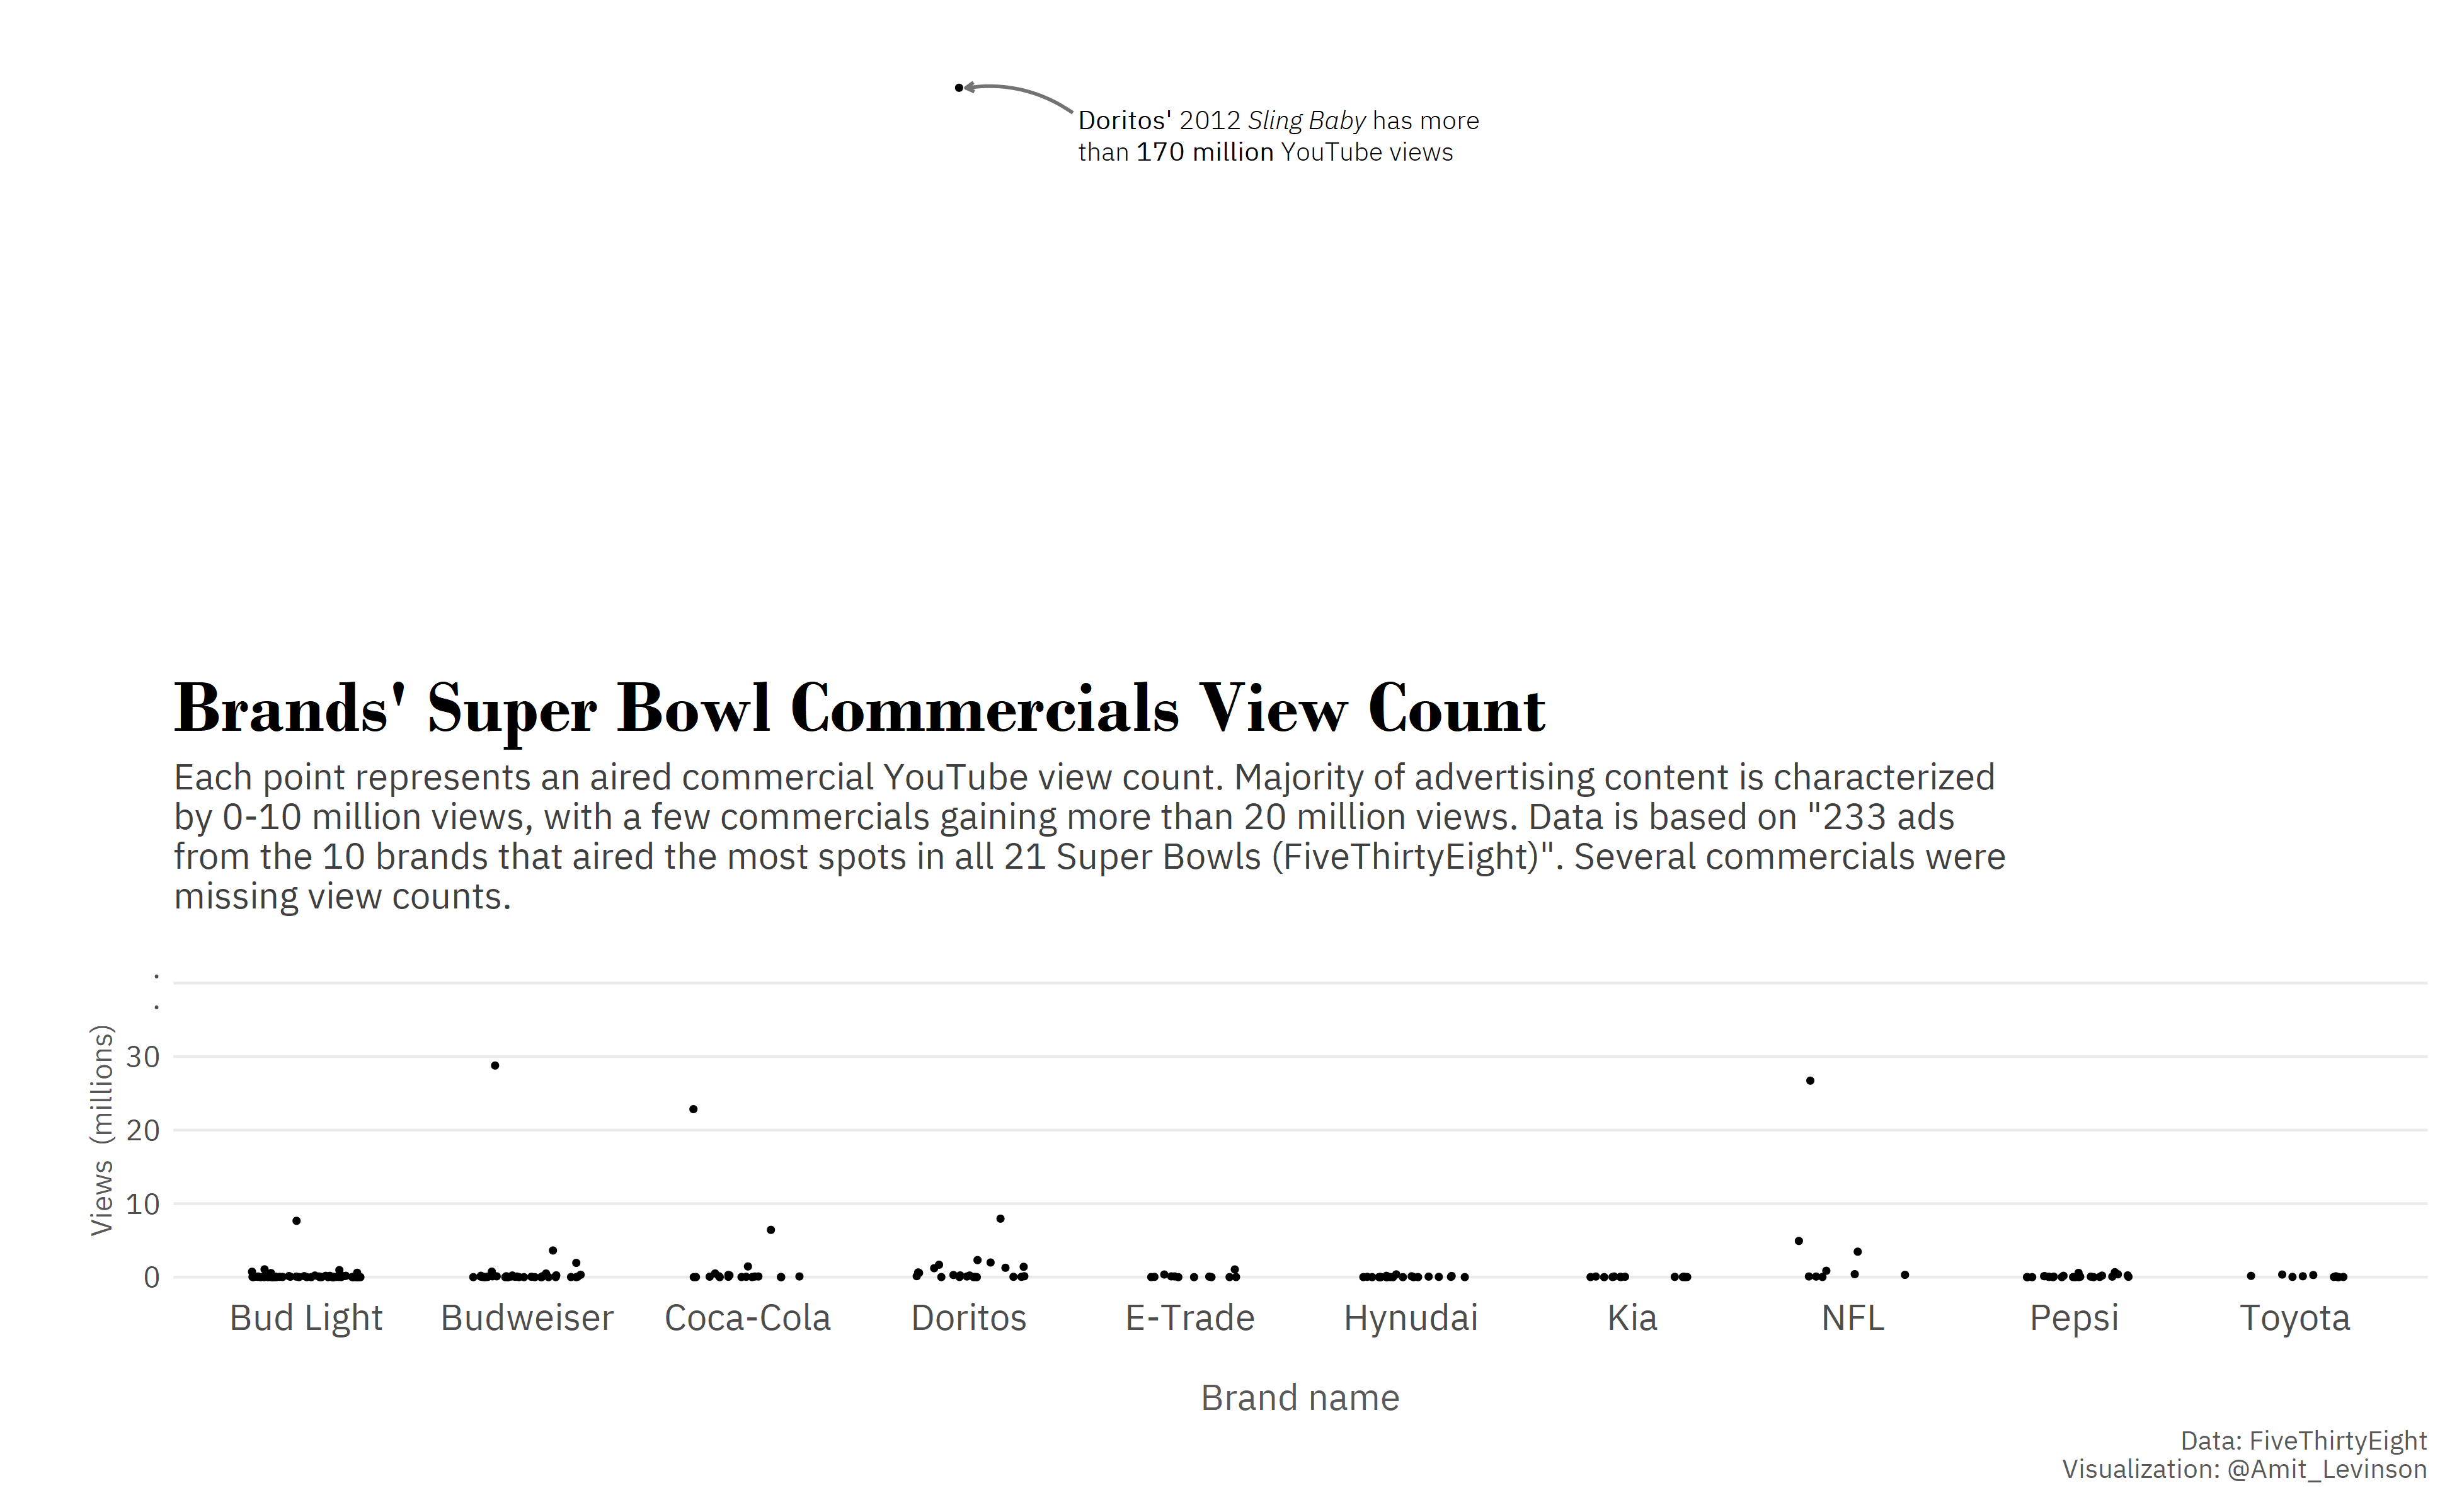 Doritos' 2012 Sling Baby has more
than 170 million YouTube views
Brands' Super Bowl Commercials View Count
Each point represents an aired commercial YouTube view count. Majority of advertising content is characterized
by 0-10 million views, with a few commercials gaining more than 20 million views. Data is based on "233 ads
from the 10 brands that aired the most spots in all 21 Super Bowls (FiveThirtyEight)". Several commercials were
missing view counts.
.
.
30
20
10
0
Views (millions)
Bud Light Budweiser Coca-Cola Doritos E-Trade Hynudai Kia NFL Pepsi Toyota
Brand name
Data: FiveThirtyEight
Visualization: @Amit_Levinson